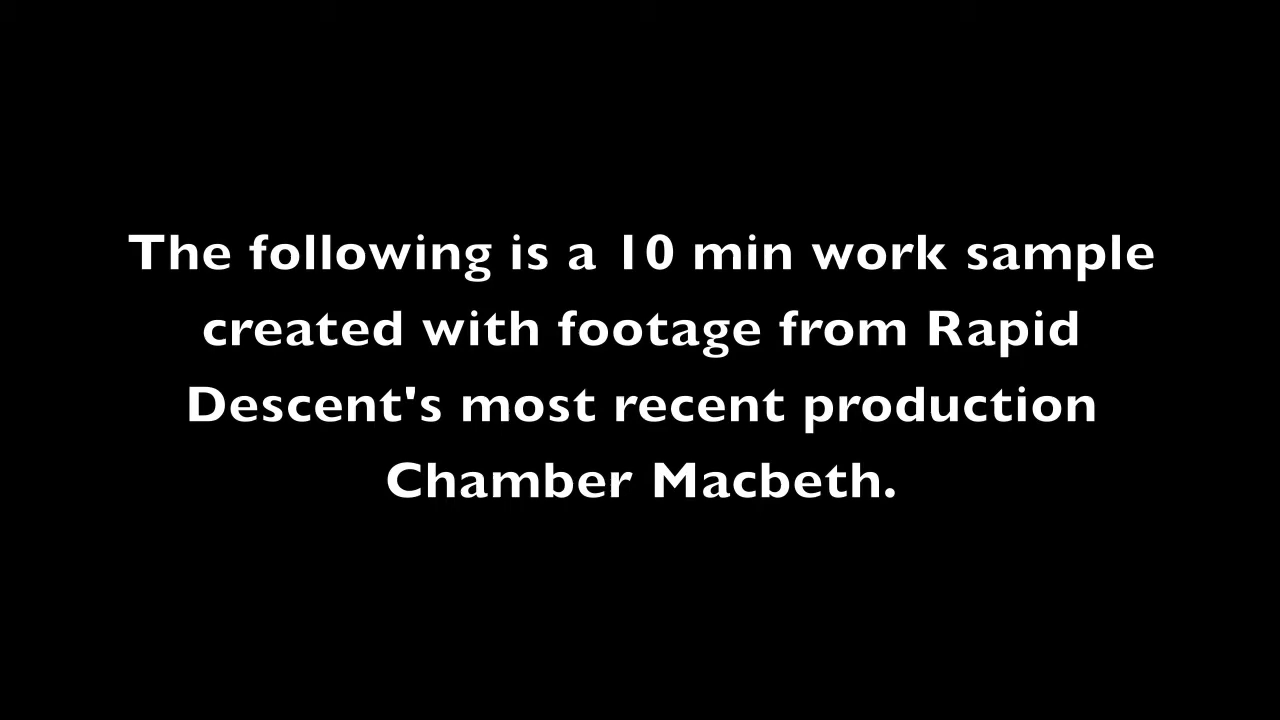 The following is a 10 min work sample
created with footage from Rapid
Descent's most recent production
Chamber Macbeth.